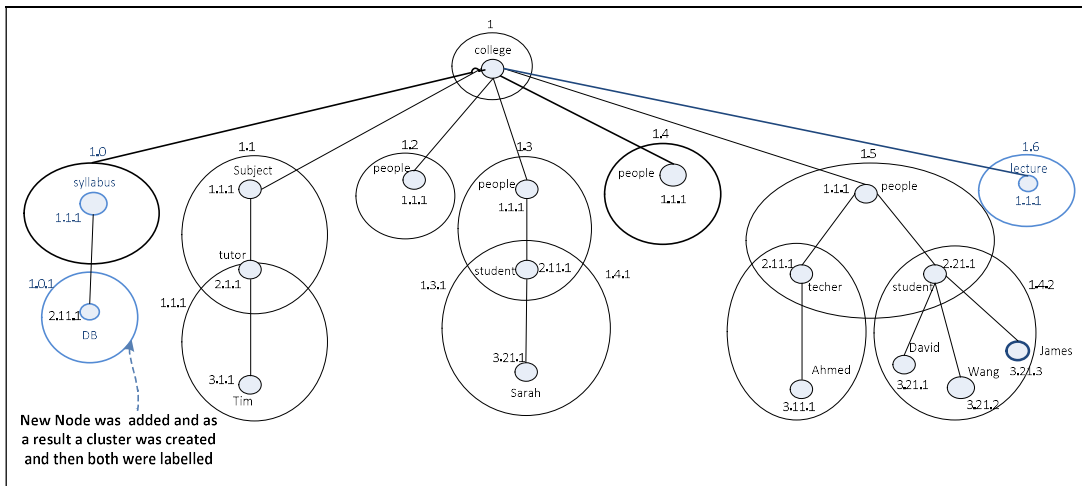 1
college
1.0
1.1
1.2
1.3
1.4
1.5
1.6
syllabus
1.1.1
Subject
1.1.1
people
1.1.1
people
1.1.1
people
1.1.1
people
1.1.1
lecture
1.1.1
1.0.1
2.11.1
DB
tutor
2.1.1
1.1.1
3.1.1
Tim
student
2.11.1
1.3.1
1.4.1
3.21.1
Sarah
2.11.1
techer
2.21.1
student
1.4.2
Ahmed
3.11.1
David
3.21.1
Wang
3.21.2
James
3.21.3
New Node was added and as
a result a cluster was created
and then both were labelled